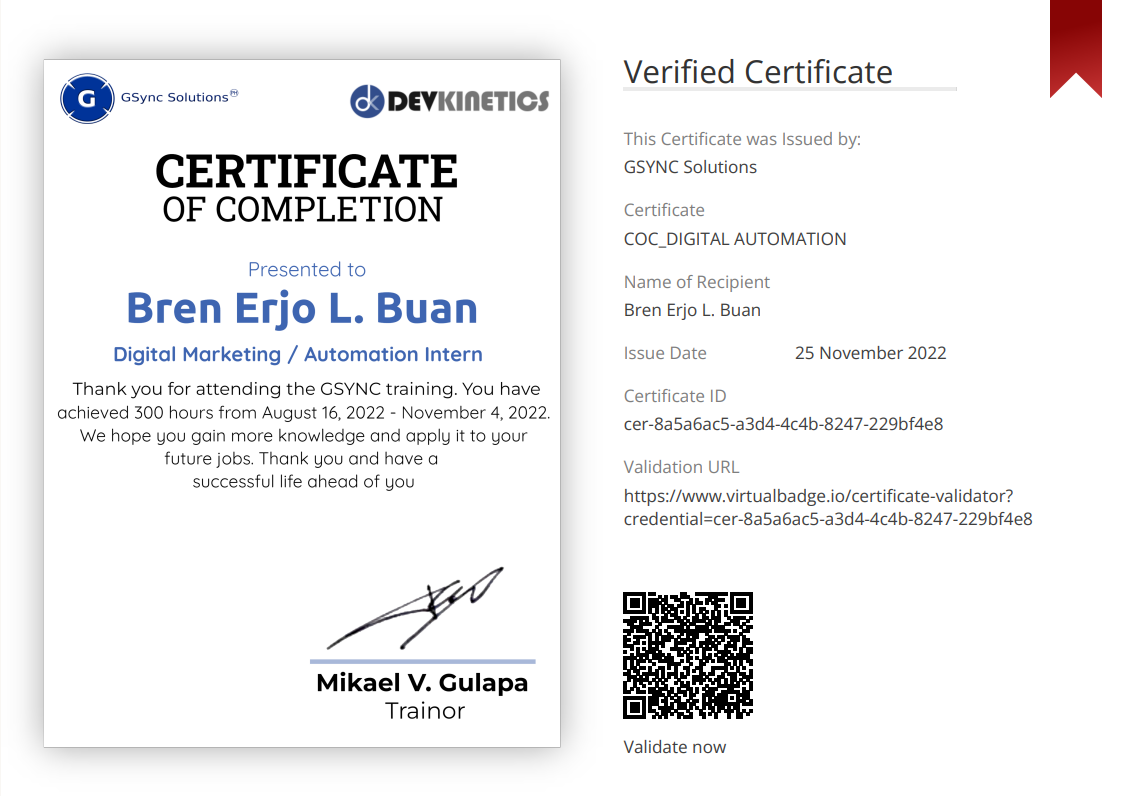 G
GSync Solutions PH
dk DEVKINETICS
CERTIFICATE
OF COMPLETION
Presented to
Bren Erjo L. Buan
Digital Marketing / Automation Intern
Thank you for attending the GSYNC training. You have
achieved 300 hours from August 16, 2022 - November 4, 2022.
We hope you gain more knowledge and apply it to your
future jobs. Thank you and have a
successful life ahead of you
Mikael V. Gulapa
Trainor
Verified Certificate
This Certificate was Issued by:
GSYNC Solutions
Certificate
COC_DIGITAL AUTOMATION
Name of Recipient
Bren Erjo L. Buan
Issue Date 25 November 2022
Certificate ID
cer-8a5a6ac5-a3d4-4c4b-8247-229bf4e8
Validation URL
https://www.virtualbadge.io/certificate-validator?
credential=cer-8a5a6ac5-a3d4-4c4b-8247-229bf4e8
Validate now